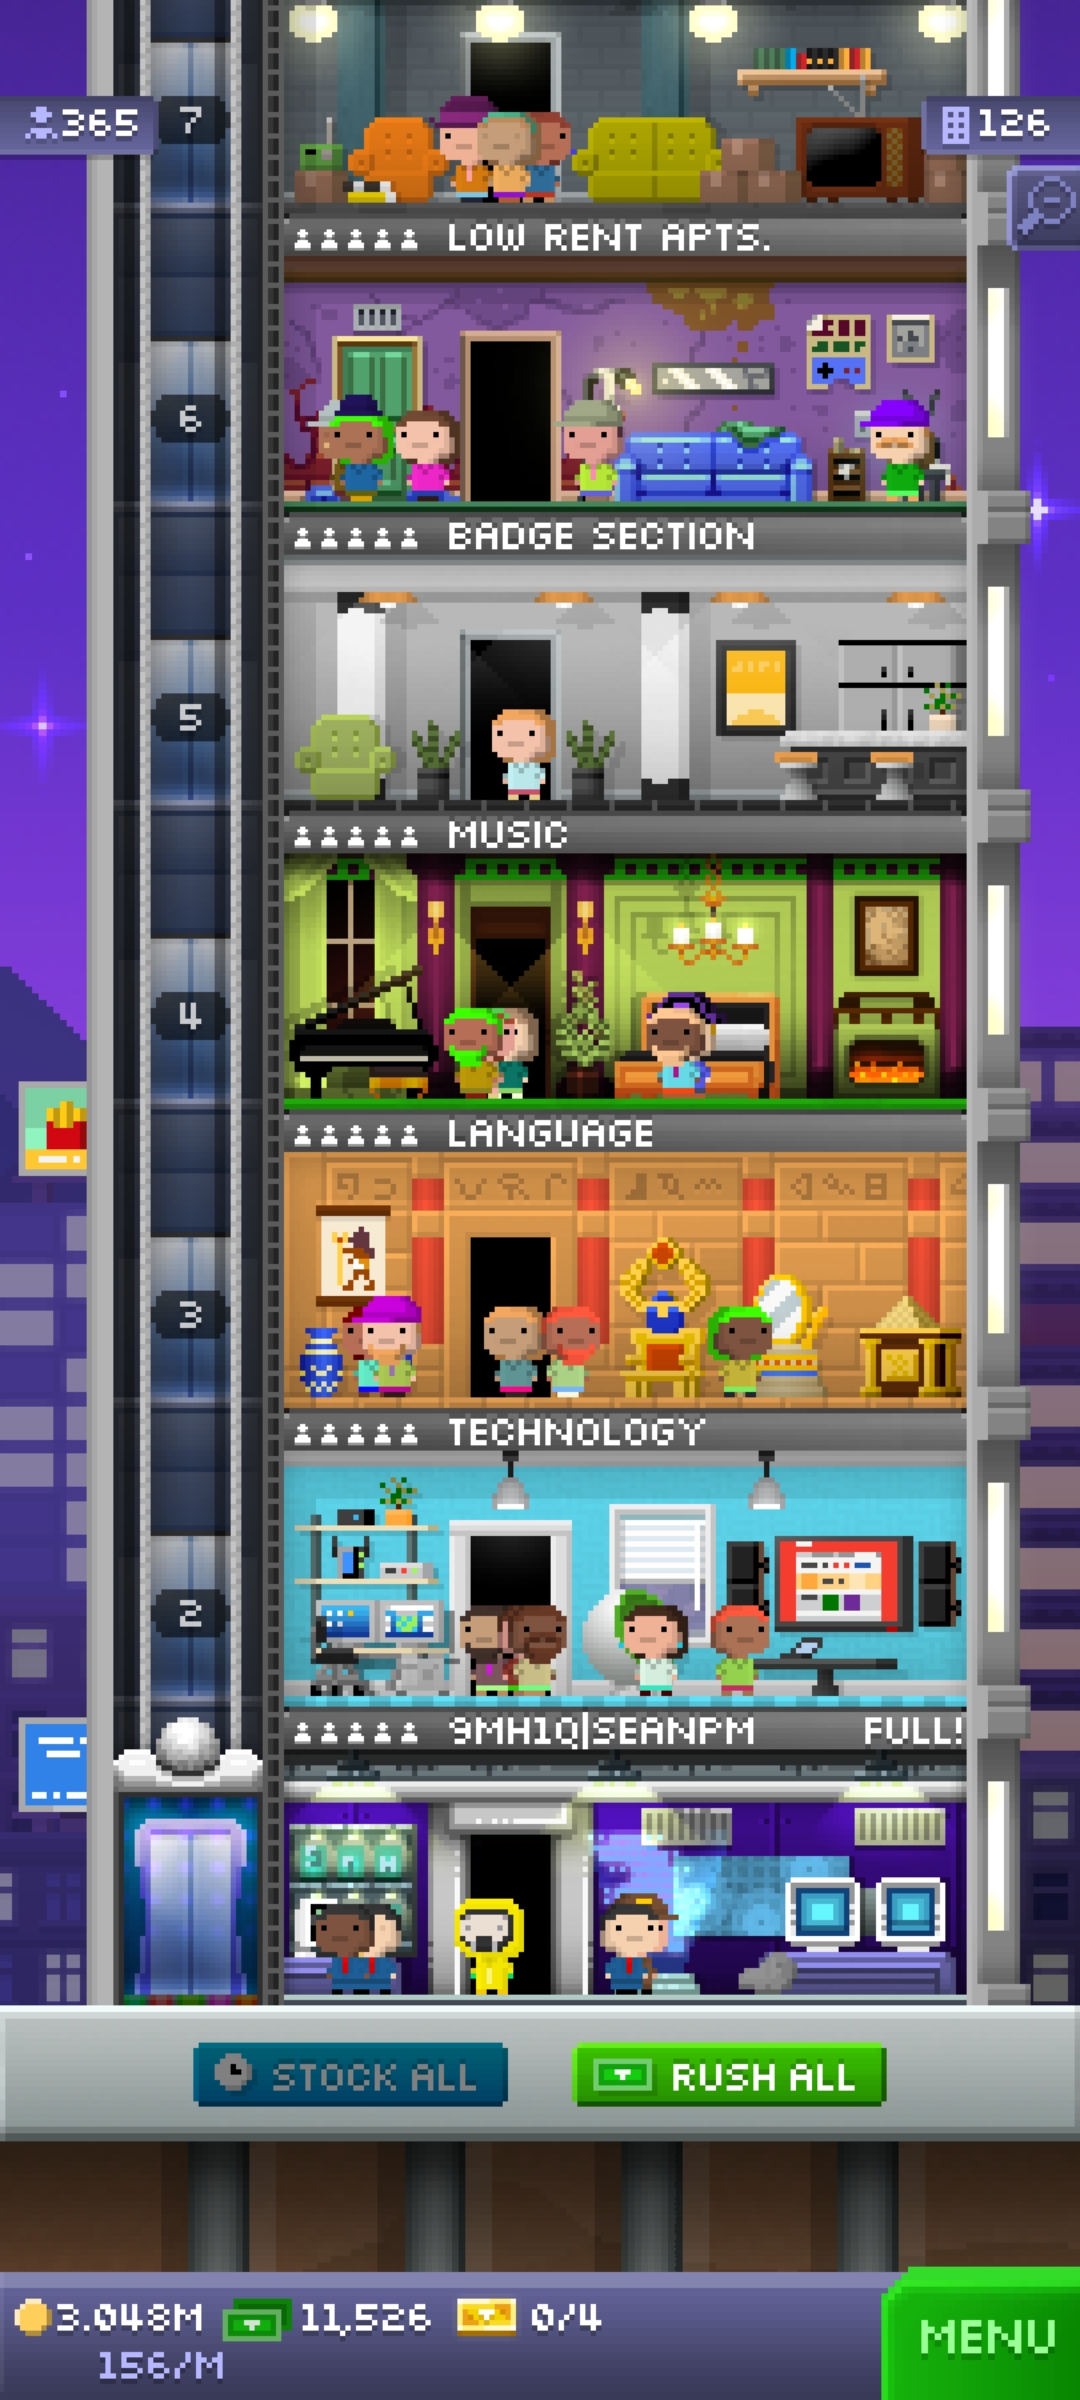 365
7
126
LOW RENT APTS.
6
BADGE SECTION
5
MUSIC
4
LANGUAGE
3
TECHNOLOGY
2
9MH1Q|SEANPM FULL!
STOCK ALL
RUSH ALL
3.048M
11,526
0/4
156/M
MENU